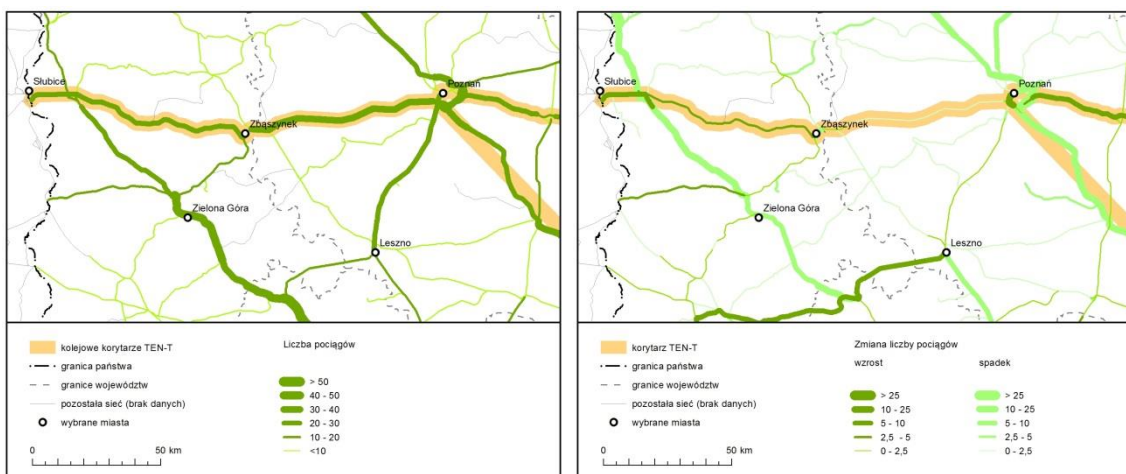 Słubice
Poznań
Zbąszynek
Zielona Góra
Leszno
kolejowe korytarze TEN-T
granica państwa
granice województw
pozostała sieć (brak danych)
wybrane miasta
0 50 km
Liczba pociągów
> 50
40 - 50
30 - 40
20 - 30
10 - 20
<10
Słubice
Poznań
Zbąszynek
Zielona Góra
Leszno
korytarz TEN-T
granica państwa
granice województw
pozostała sieć (brak danych)
wybrane miasta
0 50 km
Zmiana liczby pociągów
wzrost spadek
> 25 > 25
10 - 25 10 - 25
5 - 10 5 - 10
2,5 - 5 2,5 - 5
0 - 2,5 0 - 2,5